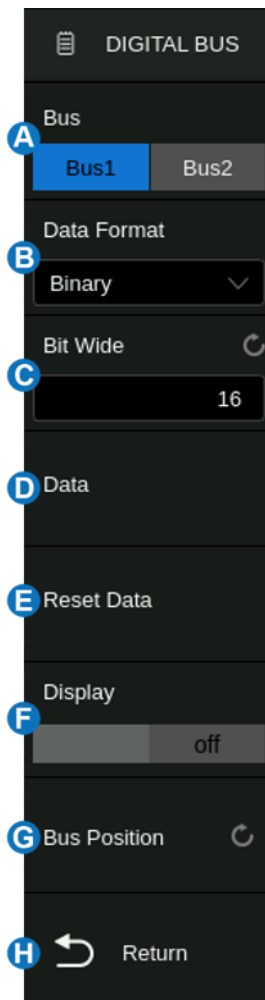 DIGITAL BUS
Bus
A
Bus1 Bus2
Data Format
B
Binary
Bit Wide
C
16
D Data
E Reset Data
Display
F
off
G Bus Position
H Return